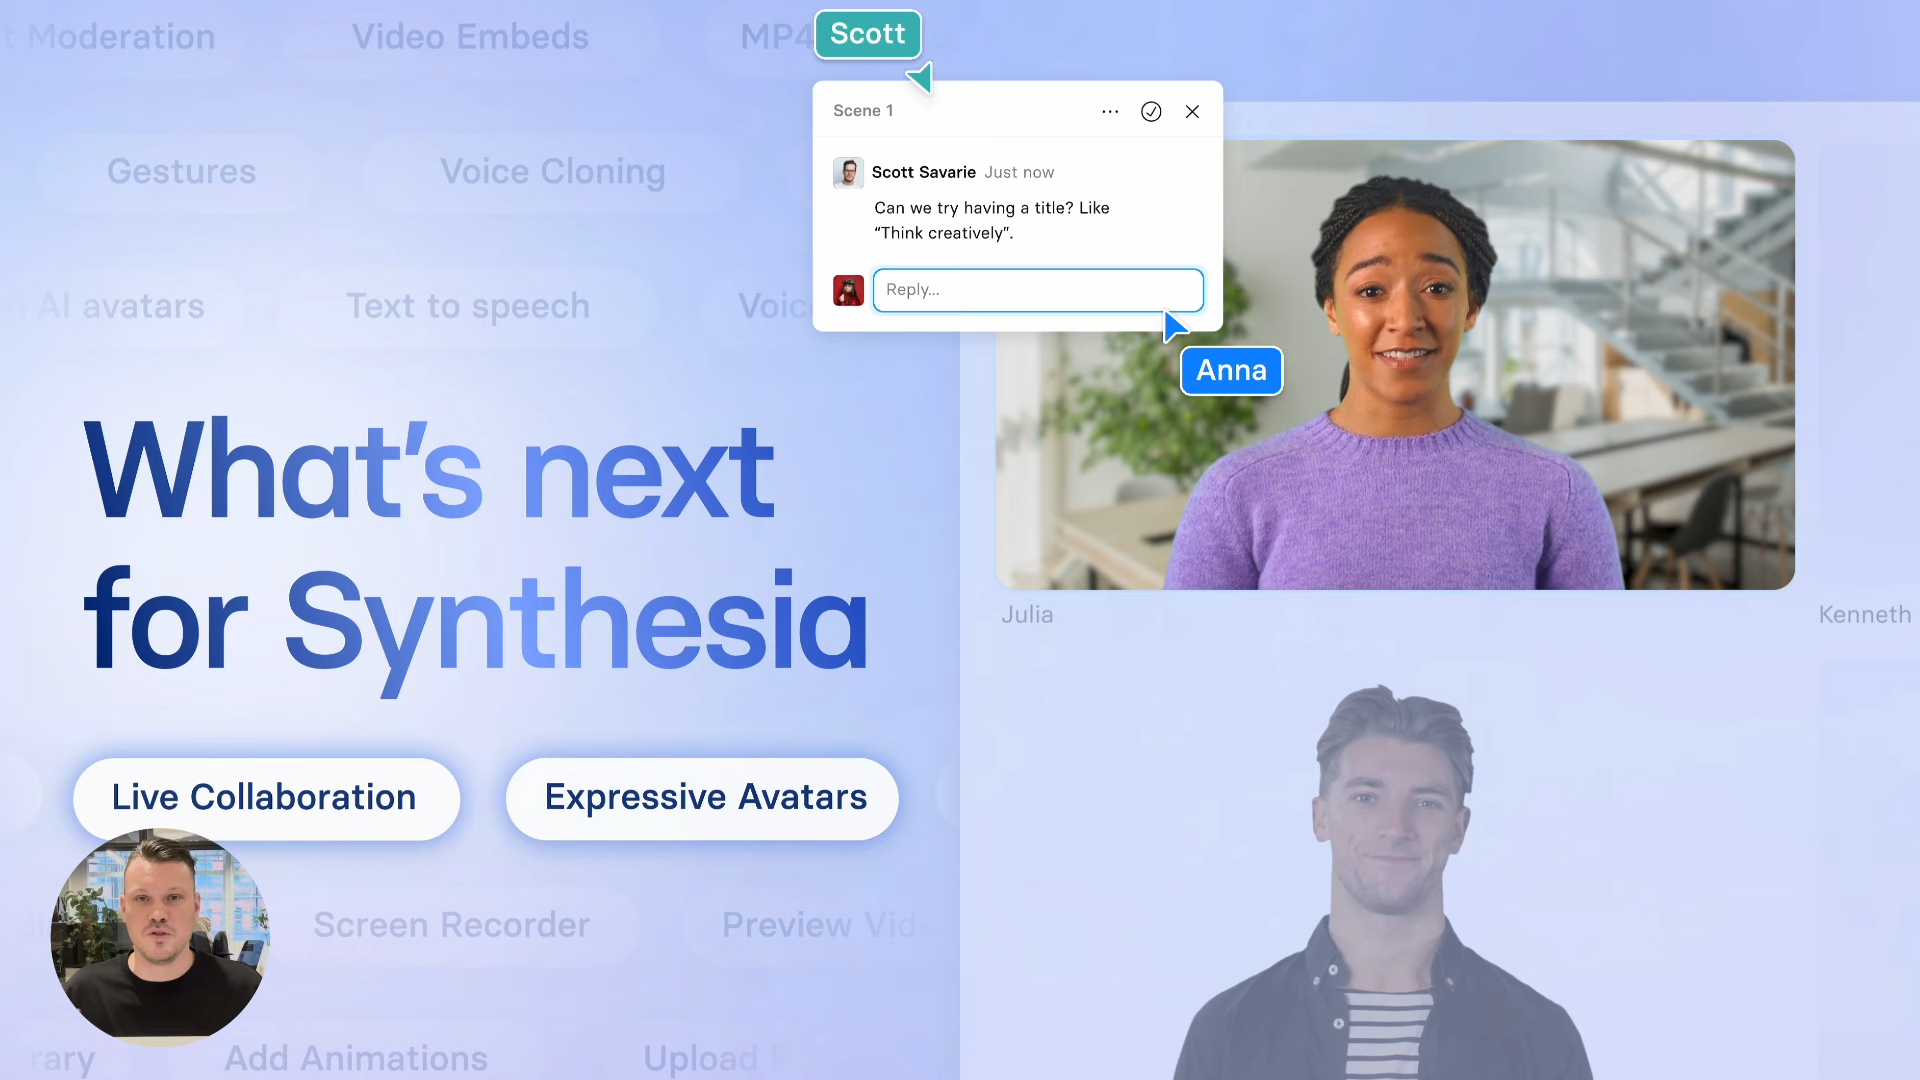 Moderation
Video Embeds
MP4
Scott
Scene 1
Gestures
Voice Cloning
Scott Savarie Just now
Can we try having a title? Like
“Think creatively”.
Reply...
AI avatars
Text to speech
Anna
What’s next
for Synthesia
Julia
Kenneth
Live Collaboration
Expressive Avatars
Screen Recorder
Preview
Add Animations
Upload